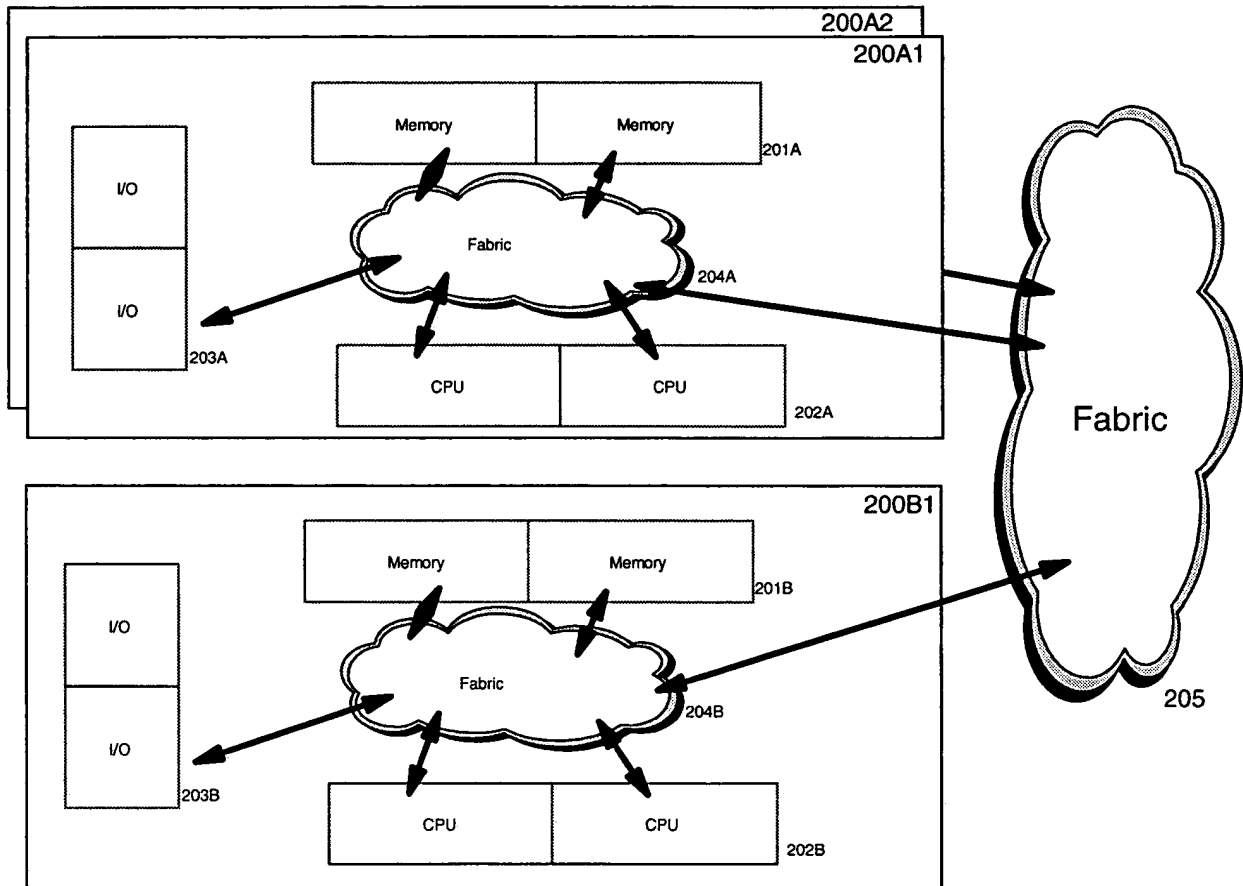 200A2
200A1
Memory
Memory
201A
I/O
I/O
203A
Fabric
204A
CPU
CPU
202A
Fabric
205
200B1
Memory
Memory
201B
I/O
I/O
203B
Fabric
204B
CPU
CPU
202B